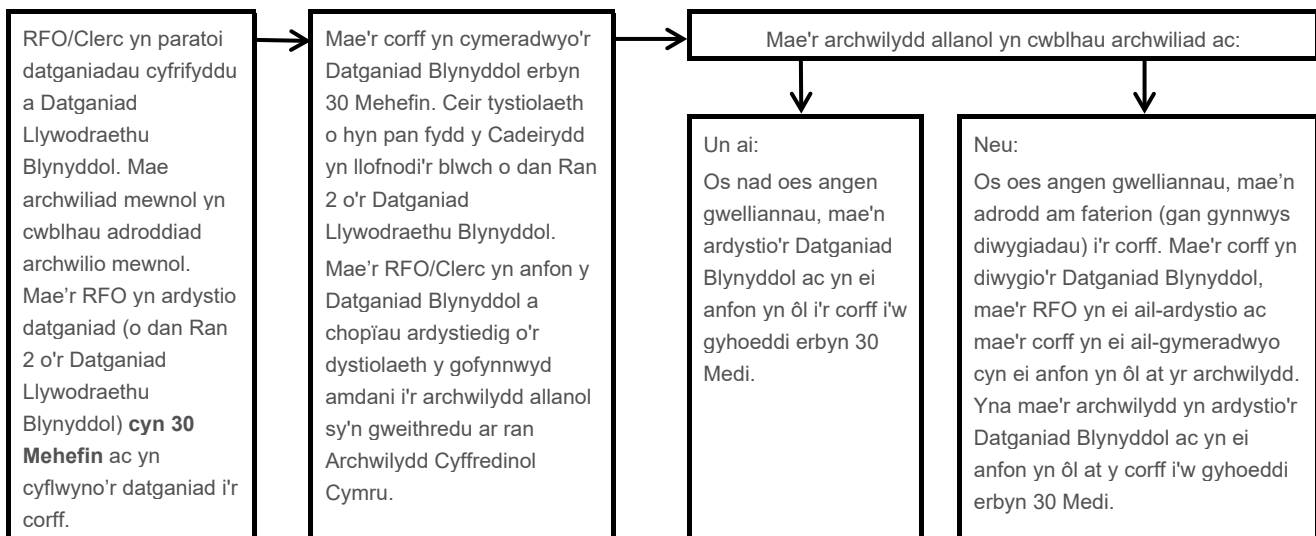 RFO/Clerc yn paratoi
datganiadau cyfrifyddu
a Datganiad
Llywodraethu
Blynyddol. Mae
archwiliad mewnol yn
cwblhau adroddiad
archwilio mewnol.
Mae'r RFO yn ardystio
datganiad (o dan Ran
2 o'r Datganiad
Llywodraethu
Blynyddol) cyn 30
Mehefin ac yn
cyflwyno'r datganiad i'r
corff.
Mae'r corff yn cymeradwyo'r
Datganiad Blynyddol erbyn
30 Mehefin. Ceir tystiolaeth
o hyn pan fydd y Cadeirydd
yn llofnodi'r blwch o dan Ran
2 o'r Datganiad
Llywodraethu Blynyddol.
Mae'r RFO/Clerc yn anfon y
Datganiad Blynyddol a
chopïau ardystiedig o'r
dystiolaeth y gofynnwyd
amdani i'r archwilydd allanol
sy'n gweithredu ar ran
Archwilydd Cyffredinol
Cymru.
Mae'r archwilydd allanol yn cwblhau archwiliad ac:
Un ai:
Os nad oes angen
gwelliannau, mae'n
ardystio'r Datganiad
Blynyddol ac yn ei
anfon yn ôl i'r corff i'w
gyhoeddi erbyn 30
Medi.
Neu:
Os oes angen gwelliannau, mae'n
adrodd am faterion (gan gynnwys
diwygiadau) i'r corff. Mae'r corff yn
diwygio'r Datganiad Blynyddol,
mae'r RFO yn ei ail-ardystio ac
mae'r corff yn ei ail-gymeradwyo
cyn ei anfon yn ôl at yr archwilydd.
Yna mae'r archwilydd yn ardystio'r
Datganiad Blynyddol ac yn ei
anfon yn ôl at y corff i'w gyhoeddi
erbyn 30 Medi.